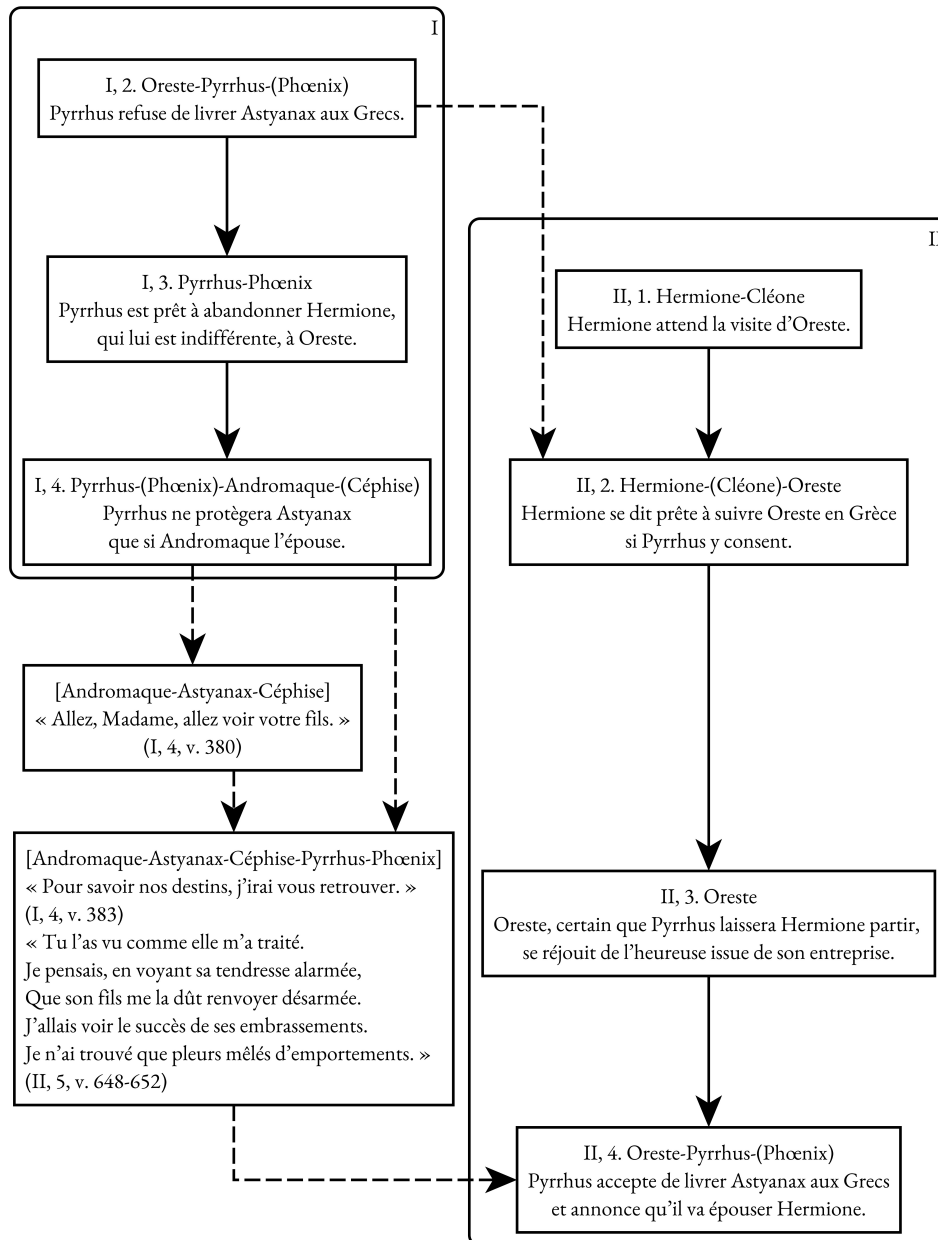 I
I, 2. Oreste-Pyrrhus-(Phœnix)
Pyrrhus refuse de livrer Astyanax aux Grecs.
I, 3. Pyrrhus-Phœnix
Pyrrhus est prêt à abandonner Hermione,
qui lui est indifférente, à Oreste.
I, 4. Pyrrhus-(Phœnix)-Andromaque-(Céphise)
Pyrrhus ne protègera Astyanax
que si Andromaque l’épouse.
[Andromaque-Astyanax-Céphise]
« Allez, Madame, allez voir votre fils. »
(I, 4, v. 380)
[Andromaque-Astyanax-Céphise-Pyrrhus-Phœnix]
« Pour savoir nos destins, j’irai vous retrouver. »
(I, 4, v. 383)
« Tu l'as vu comme elle m’a traité.
Je pensais, en voyant sa tendresse alarmée,
Que son fils me la dût renvoyer désarmée.
J’allais voir le succès de ses embrassements.
Je n’ai trouvé que pleurs mêlés d’emportements. »
(II, 5, v. 648-652)
II, 1. Hermione-Cléone
Hermione attend la visite d’Oreste.
II, 2. Hermione-(Cléone)-Oreste
Hermione se dit prête à suivre Oreste en Grèce
si Pyrrhus y consent.
II, 3. Oreste
Oreste, certain que Pyrrhus laissera Hermione partir,
se réjouit de l’heureuse issue de son entreprise.
II, 4. Oreste-Pyrrhus-(Phœnix)
Pyrrhus accepte de livrer Astyanax aux Grecs
et annonce qu’il va épouser Hermione.